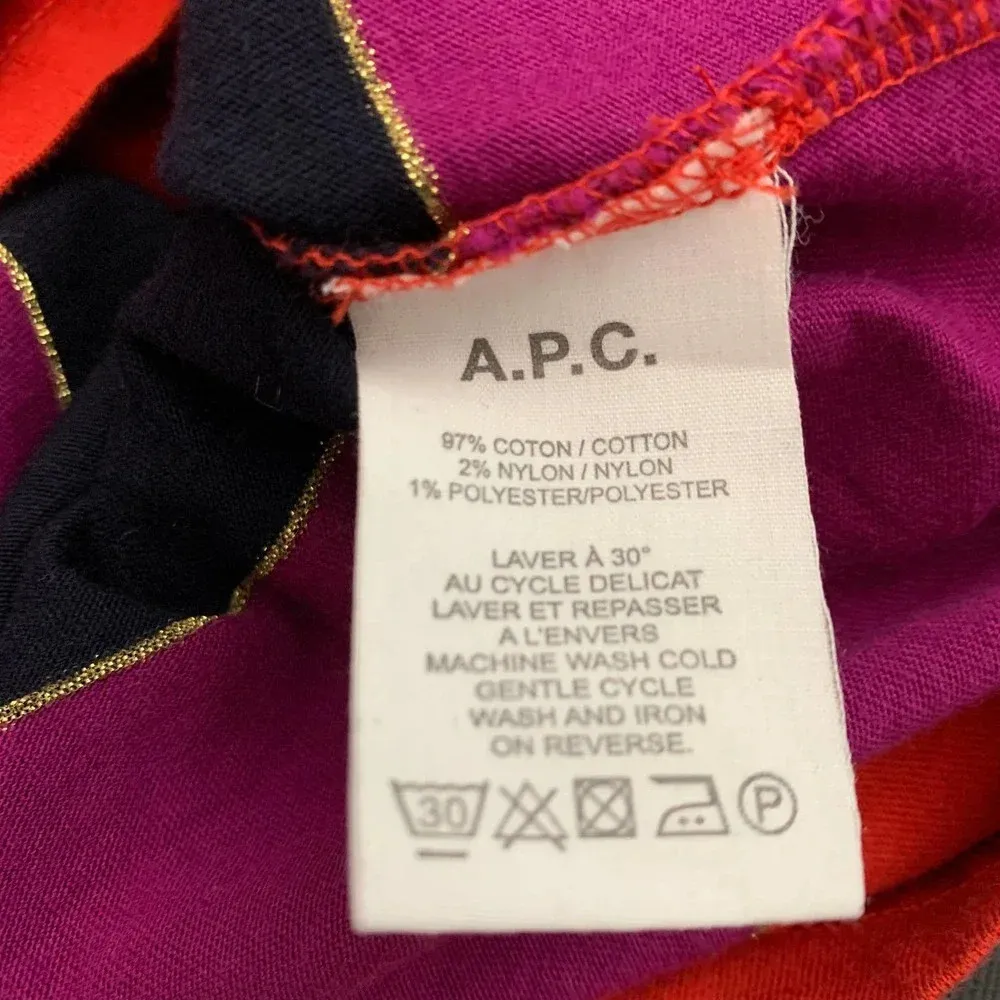 A.P.C.
97% COTON / COTTON
2% NYLON / NYLON
1% POLYESTER/POLYESTER
LAVER À 30°
AU CYCLE DELICAT
LAVER ET REPASSER
A L'ENVERS
MACHINE WASH COLD
GENTLE CYCLE
WASH AND IRON
ON REVERSE.
30 P